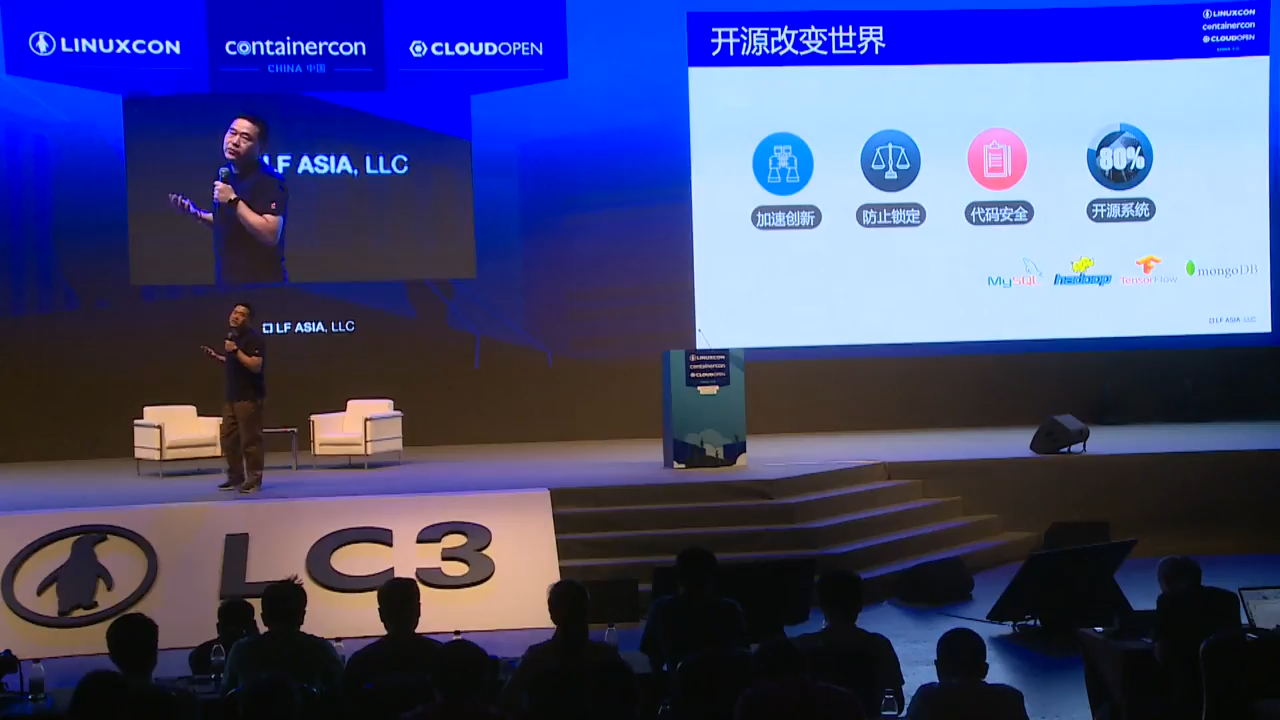 LINUXCON
containercon
CHINA 中国
CLOUDOPEN
LF ASIA, LLC
LF ASIA, LLC
开源改变世界
LINUXCON
containercon
CLOUDOPEN
80%
加速创新
防止锁定
代码安全
开源系统
MySQL
hadoop
TensorFlow
mongoDB
LF ASIA, LLC
LINUXCON
containercon
CLOUDOPEN
LC3